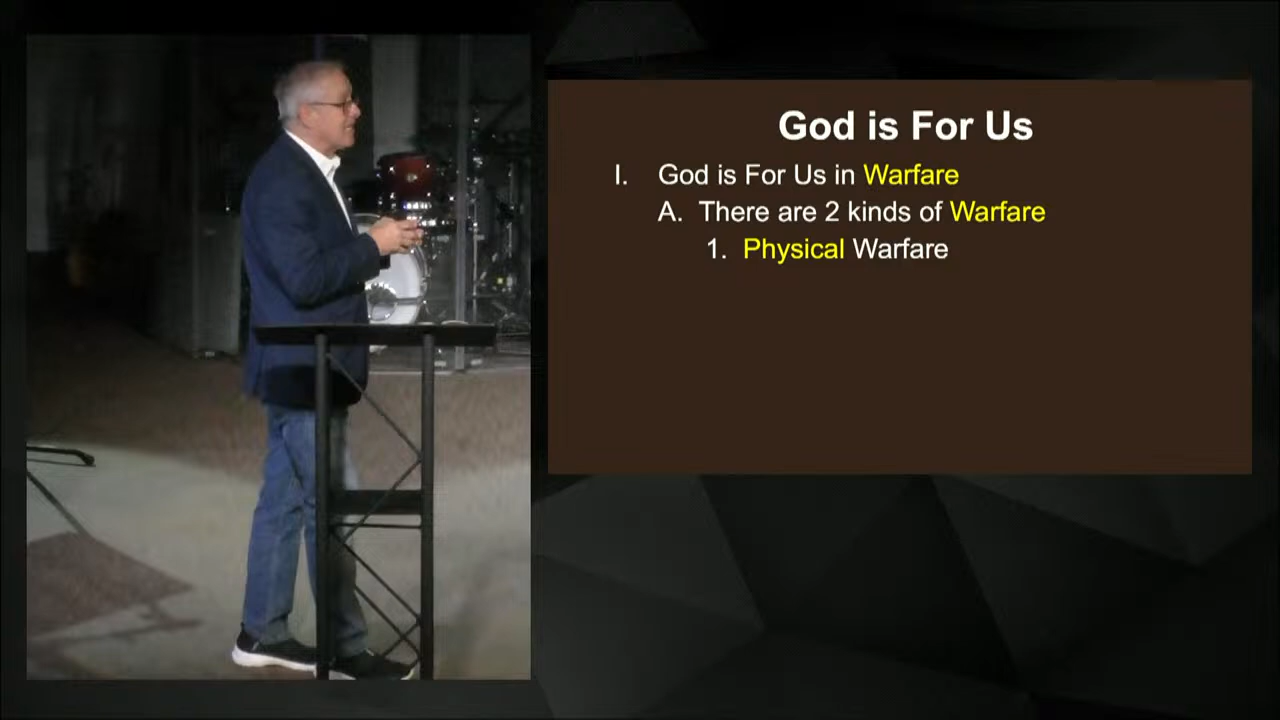 God is For Us
I. God is For Us in Warfare
A. There are 2 kinds of Warfare
1. Physical Warfare